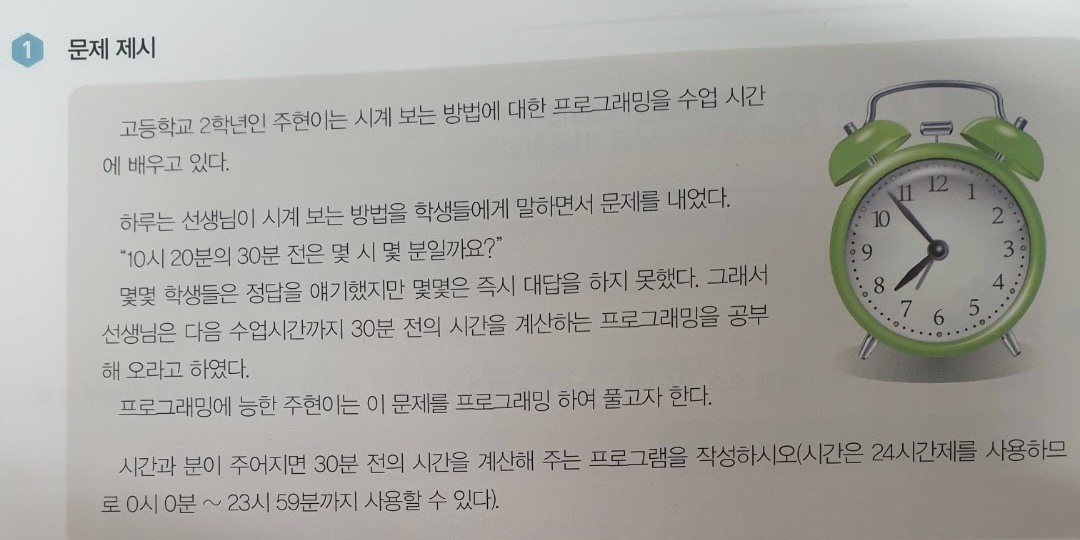 1 문제 제시
고등학교 2학년인 주현이는 시계 보는 방법에 대한 프로그래밍을 수업 시간
에 배우고 있다.
하루는 선생님이 시계 보는 방법을 학생들에게 말하면서 문제를 내었다.
“10시 20분의 30분 전은 몇 시 몇 분일까요?”
몇몇 학생들은 정답을 얘기했지만 몇몇은 즉시 대답을 하지 못했다. 그래서
선생님은 다음 수업시간까지 30분 전의 시간을 계산하는 프로그래밍을 공부
해 오라고 하였다.
프로그래밍에 능한 주현이는 이 문제를 프로그래밍 하여 풀고자 한다.
시간과 분이 주어지면 30분 전의 시간을 계산해 주는 프로그램을 작성하시오(시간은 24시간제를 사용하므
로 0시 0분 ~ 23시 59분까지 사용할 수 있다).
12
1
2
3
4
5
6
7
8
9
10
11